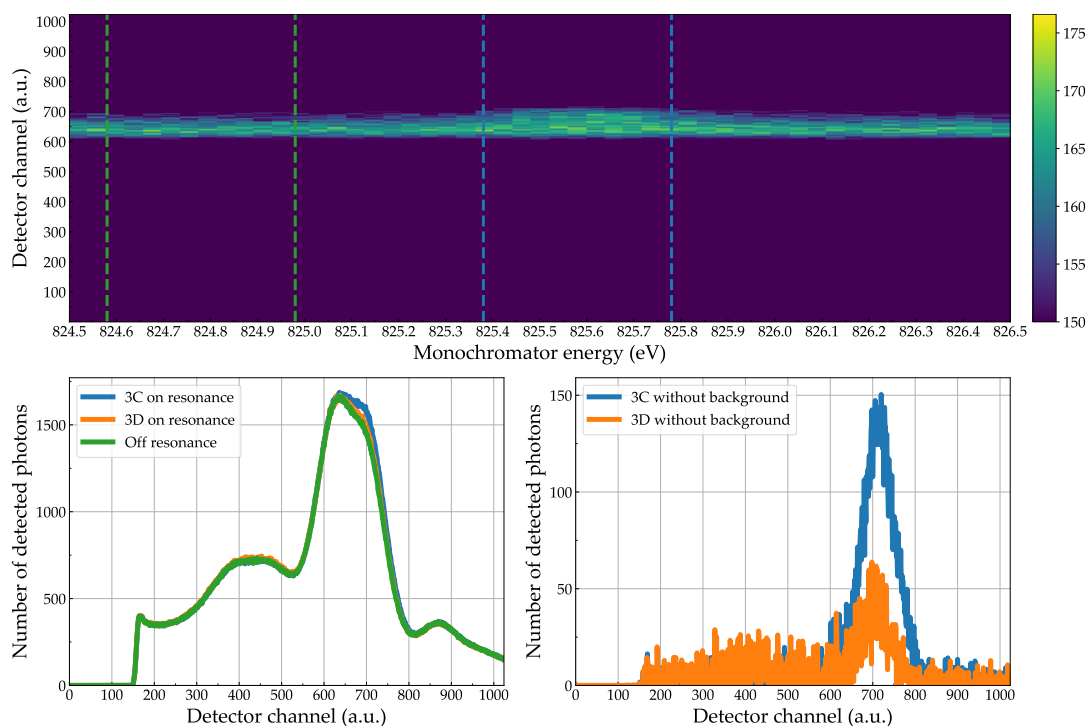 1000
900
800
700
600
500
400
300
200
100
Detector channel (a.u.)
824.5 824.6 824.7 824.8 824.9 825.0 825.1 825.2 825.3 825.4 825.5 825.6 825.7 825.8 825.9 826.0 826.1 826.2 826.3 826.4 826.5
Monochromator energy (eV)
175
170
165
160
155
150
1500
1000
500
0
Number of detected photons
3C on resonance
3D on resonance
Off resonance
0 100 200 300 400 500 600 700 800 900 1000
Detector channel (a.u.)
150
100
50
0
Number of detected photons
3C without background
3D without background
0 100 200 300 400 500 600 700 800 900 1000
Detector channel (a.u.)